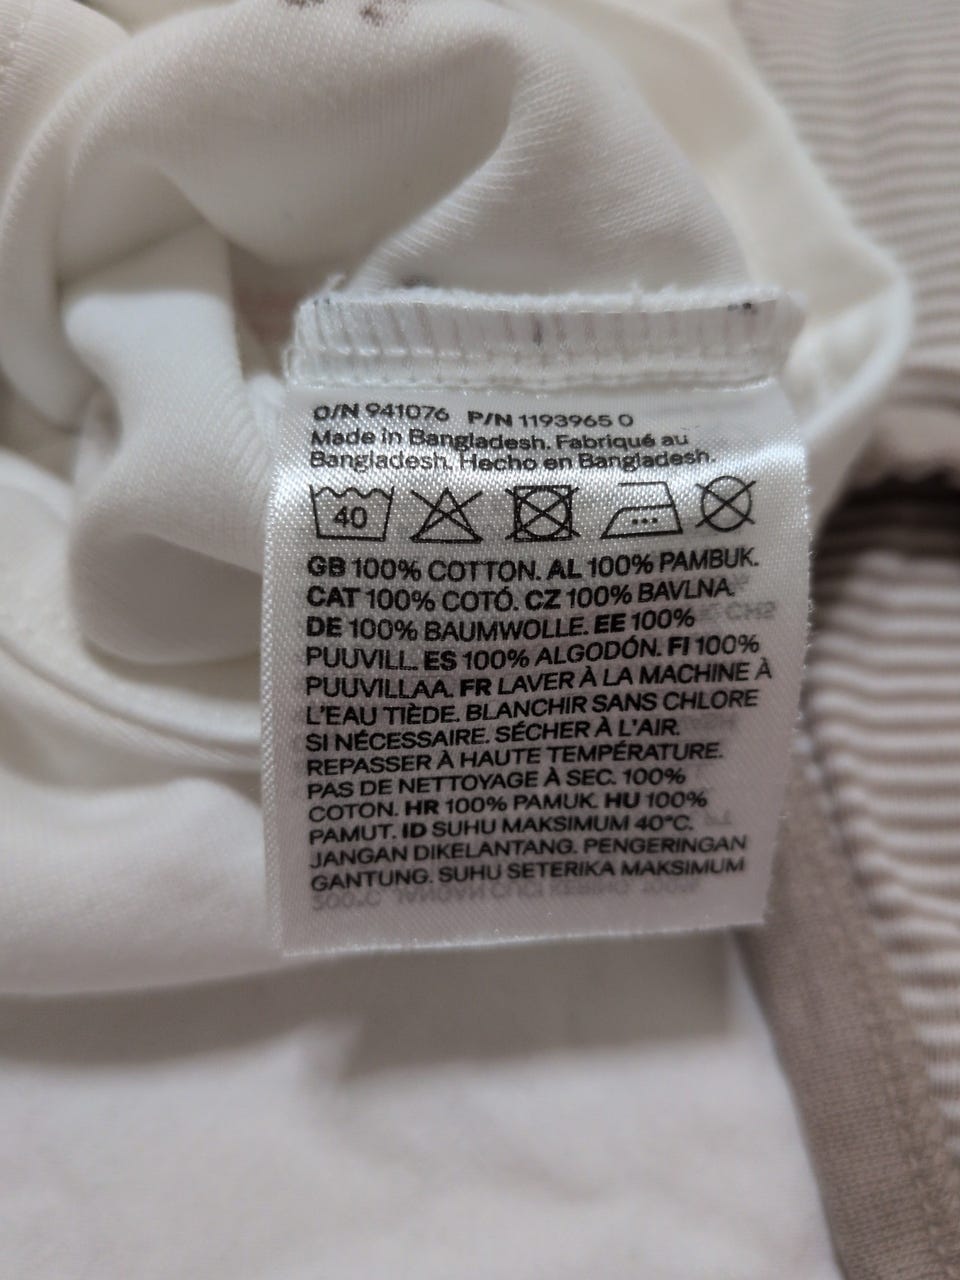 O/N 941076 P/N 1193965 0
Made in Bangladesh. Fabriqué au
Bangladesh. Hecho en Bangladesh.
40
GB 100% COTTON. AL 100% PAMBUK.
CAT 100% COTÓ. CZ 100% BAVLNA.
DE 100% BAUMWOLLE. EE 100%
PUUVILL. ES 100% ALGODÓN. FI 100%
PUUVILLAA. FR LAVER À LA MACHINE À
L'EAU TIÈDE. BLANCHIR SANS CHLORE
SI NÉCESSAIRE. SÉCHER À L'AIR.
REPASSER À HAUTE TEMPÉRATURE.
PAS DE NETTOYAGE À SEC. 100%
COTON. HR 100% PAMUK. HU 100%
PAMUT. ID SUHU MAKSIMUM 40°C.
JANGAN DIKELANTANG. PENGERINGAN
GANTUNG. SUHU SETERIKA MAKSIMUM